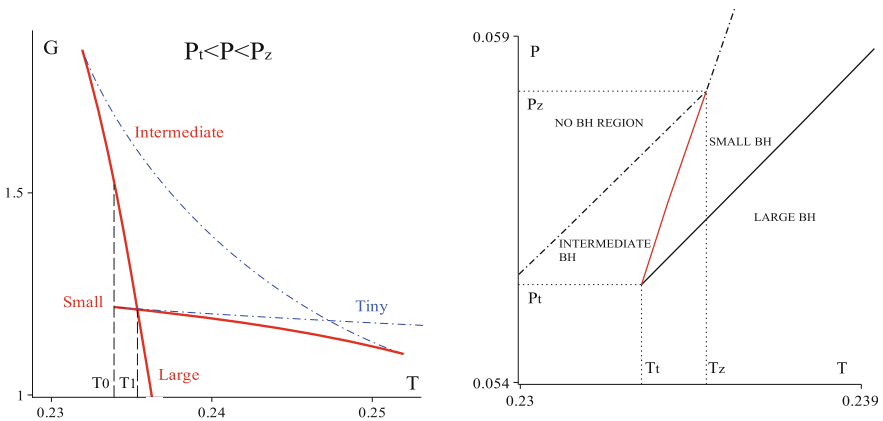 G
Pt<P<Pz
Intermediate
1.5
Small
Tiny
T0
T1
Large
T
1
0.23
0.24
0.25
0.059
P
Pz
NO BH REGION
SMALL BH
LARGE BH
INTERMEDIATE
BH
Pt
Tt
Tz
T
0.054
0.23
0.239